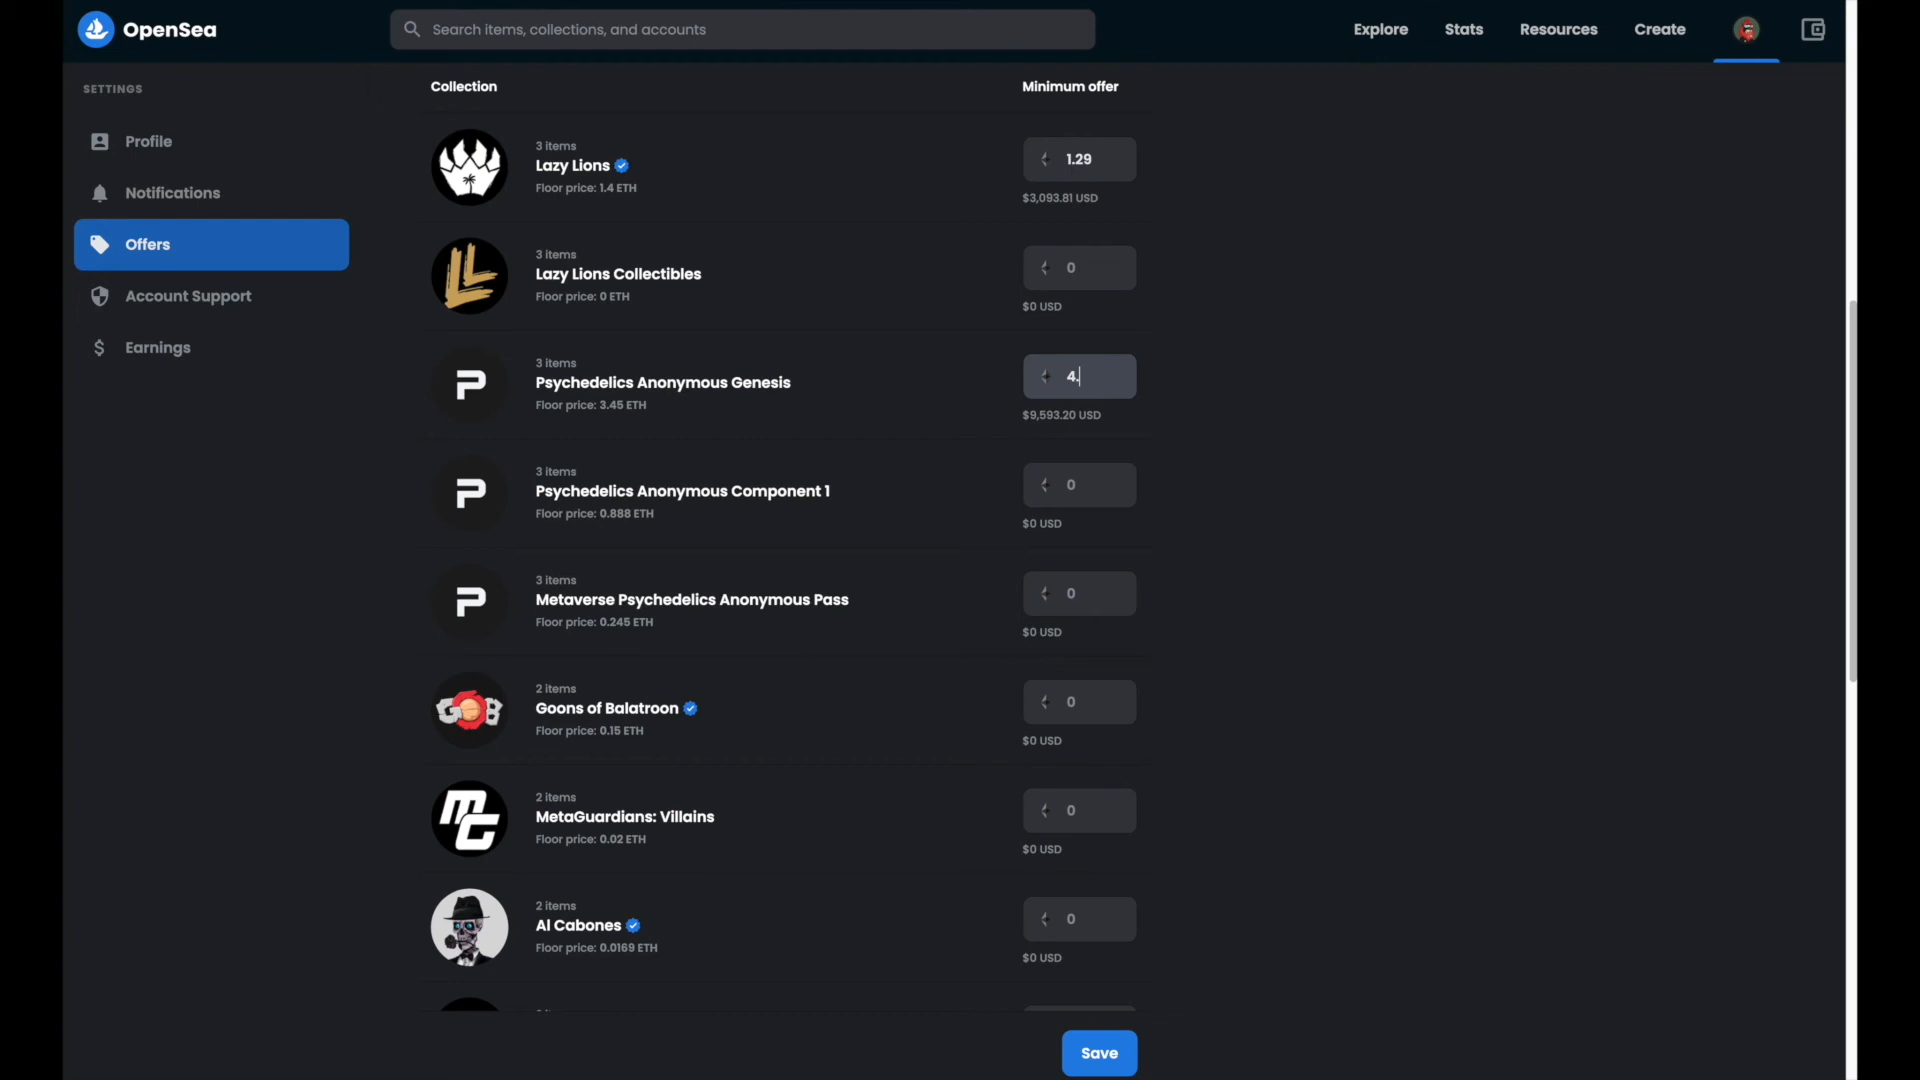 OpenSea
Search items, collections, and accounts
Explore
Stats
Resources
Create
SETTINGS
Profile
Notifications
Offers
Account Support
Earnings
Collection
Minimum offer
3 items
Lazy Lions
Floor price: 1.4 ETH
1.29
$3,093.81 USD
3 items
Lazy Lions Collectibles
Floor price: 0 ETH
0
$0 USD
P
3 items
Psychedelics Anonymous Genesis
Floor price: 3.45 ETH
4.
$9,593.20 USD
P
3 items
Psychedelics Anonymous Component 1
Floor price: 0.888 ETH
0
$0 USD
P
3 items
Metaverse Psychedelics Anonymous Pass
Floor price: 0.245 ETH
0
$0 USD
GOB
2 items
Goons of Balatroon
Floor price: 0.15 ETH
0
$0 USD
MG
2 items
MetaGuardians: Villains
Floor price: 0.02 ETH
0
$0 USD
2 items
Al Cabones
Floor price: 0.0169 ETH
0
$0 USD
Save